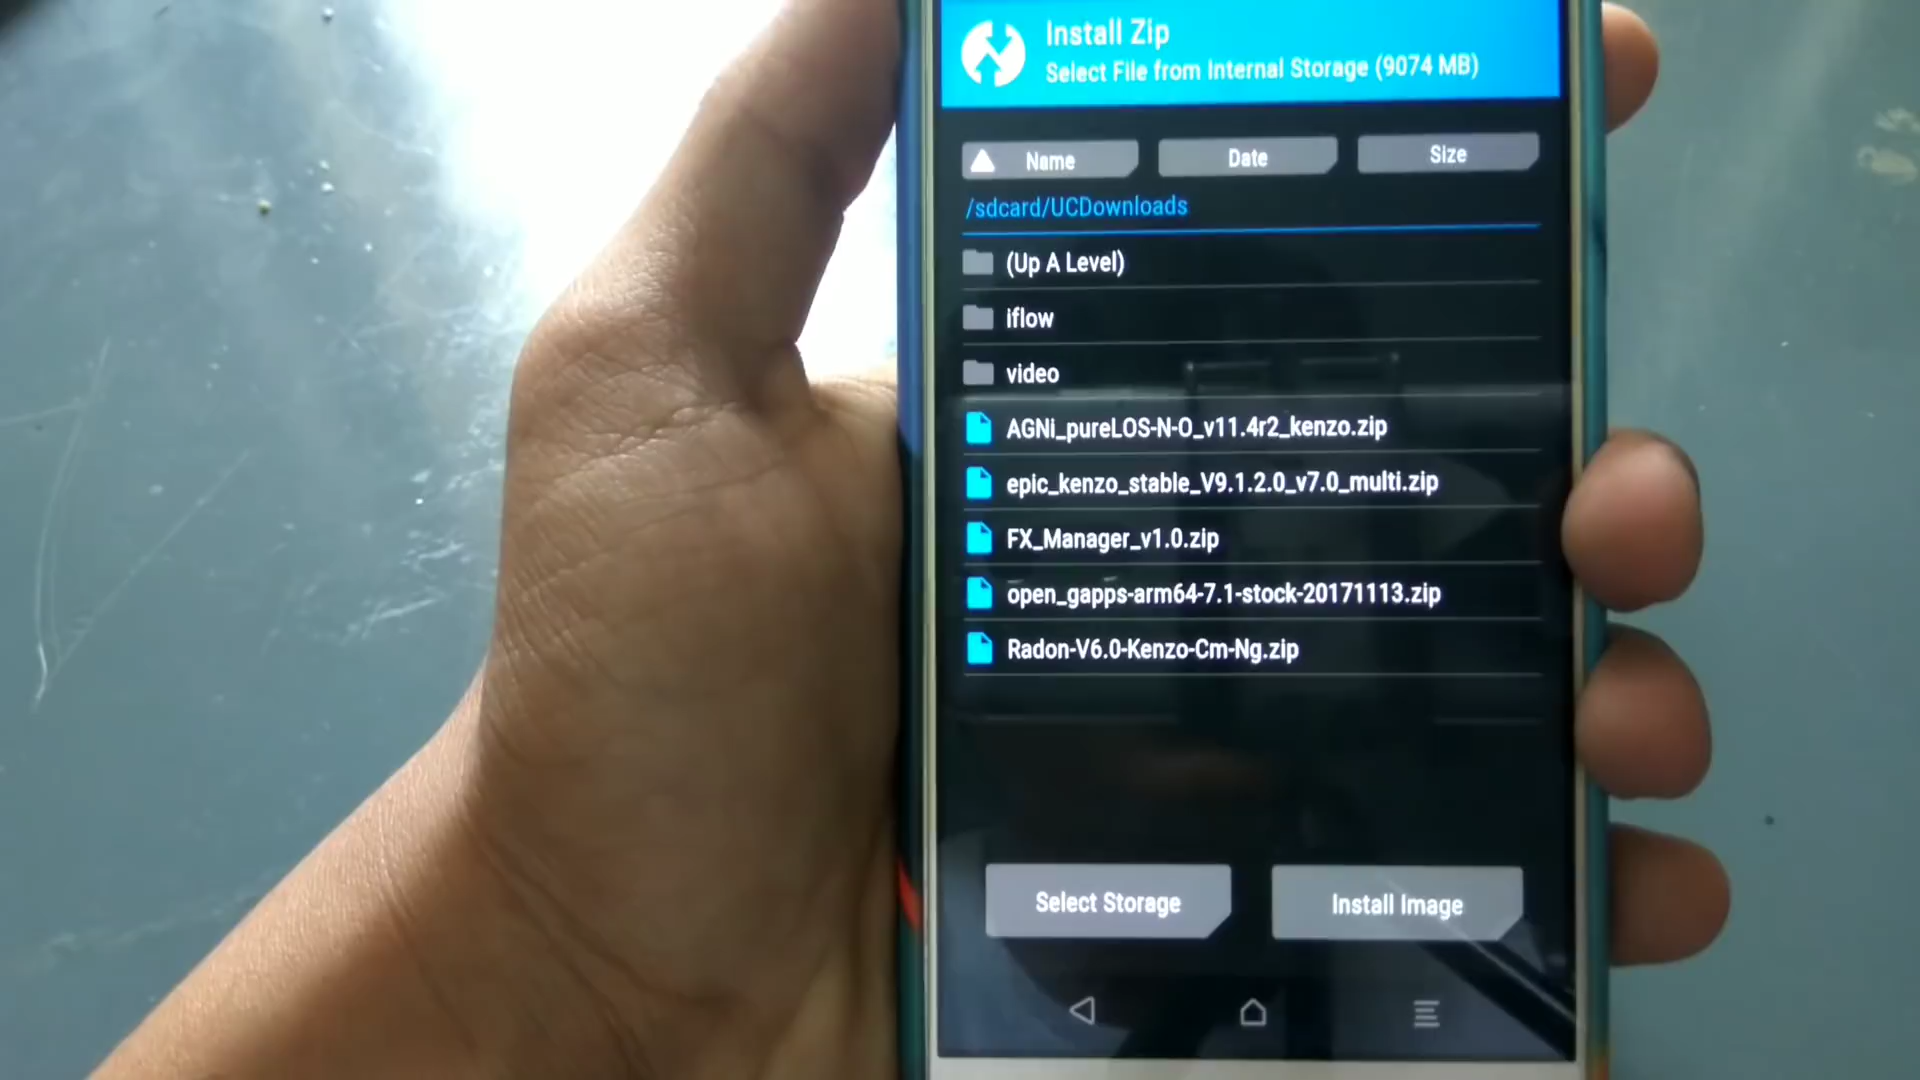 Install Zip
Select File from Internal Storage (9074 MB)
Name Date Size
/sdcard/UCDownloads
(Up A Level)
iflow
video
AGNi_pureLOS-N-O_v11.4r2_kenzo.zip
epic_kenzo_stable_V9.1.2.0_v7.0_multi.zip
FX_Manager_v1.0.zip
open_gapps-arm64-7.1-stock-20171113.zip
Radon-V6.0-Kenzo-Cm-Ng.zip
Select Storage Install Image